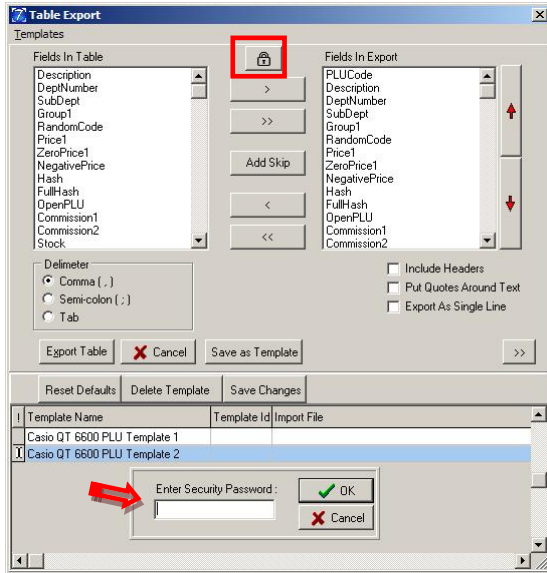 Table Export
Templates
Fields In Table
Description
DeptNumber
SubDept
Group1
RandomCode
Price1
ZeroPrice1
NegativePrice
Hash
FullHash
OpenPLU
Commission1
Commission2
Stock
>
>>
Add Skip
<
<<
Fields In Export
PLUCode
Description
DeptNumber
SubDept
Group1
RandomCode
Price1
ZeroPrice1
NegativePrice
Hash
FullHash
OpenPLU
Commission1
Commission2
Delimeter
Comma ( , )
Semi-colon ( ; )
Tab
Include Headers
Put Quotes Around Text
Export As Single Line
Export Table Cancel Save as Template >>
Reset Defaults Delete Template Save Changes
! Template Name Template Id Import File
Casio QT 6600 PLU Template 1
Casio QT 6600 PLU Template 2
Enter Security Password :
OK
Cancel